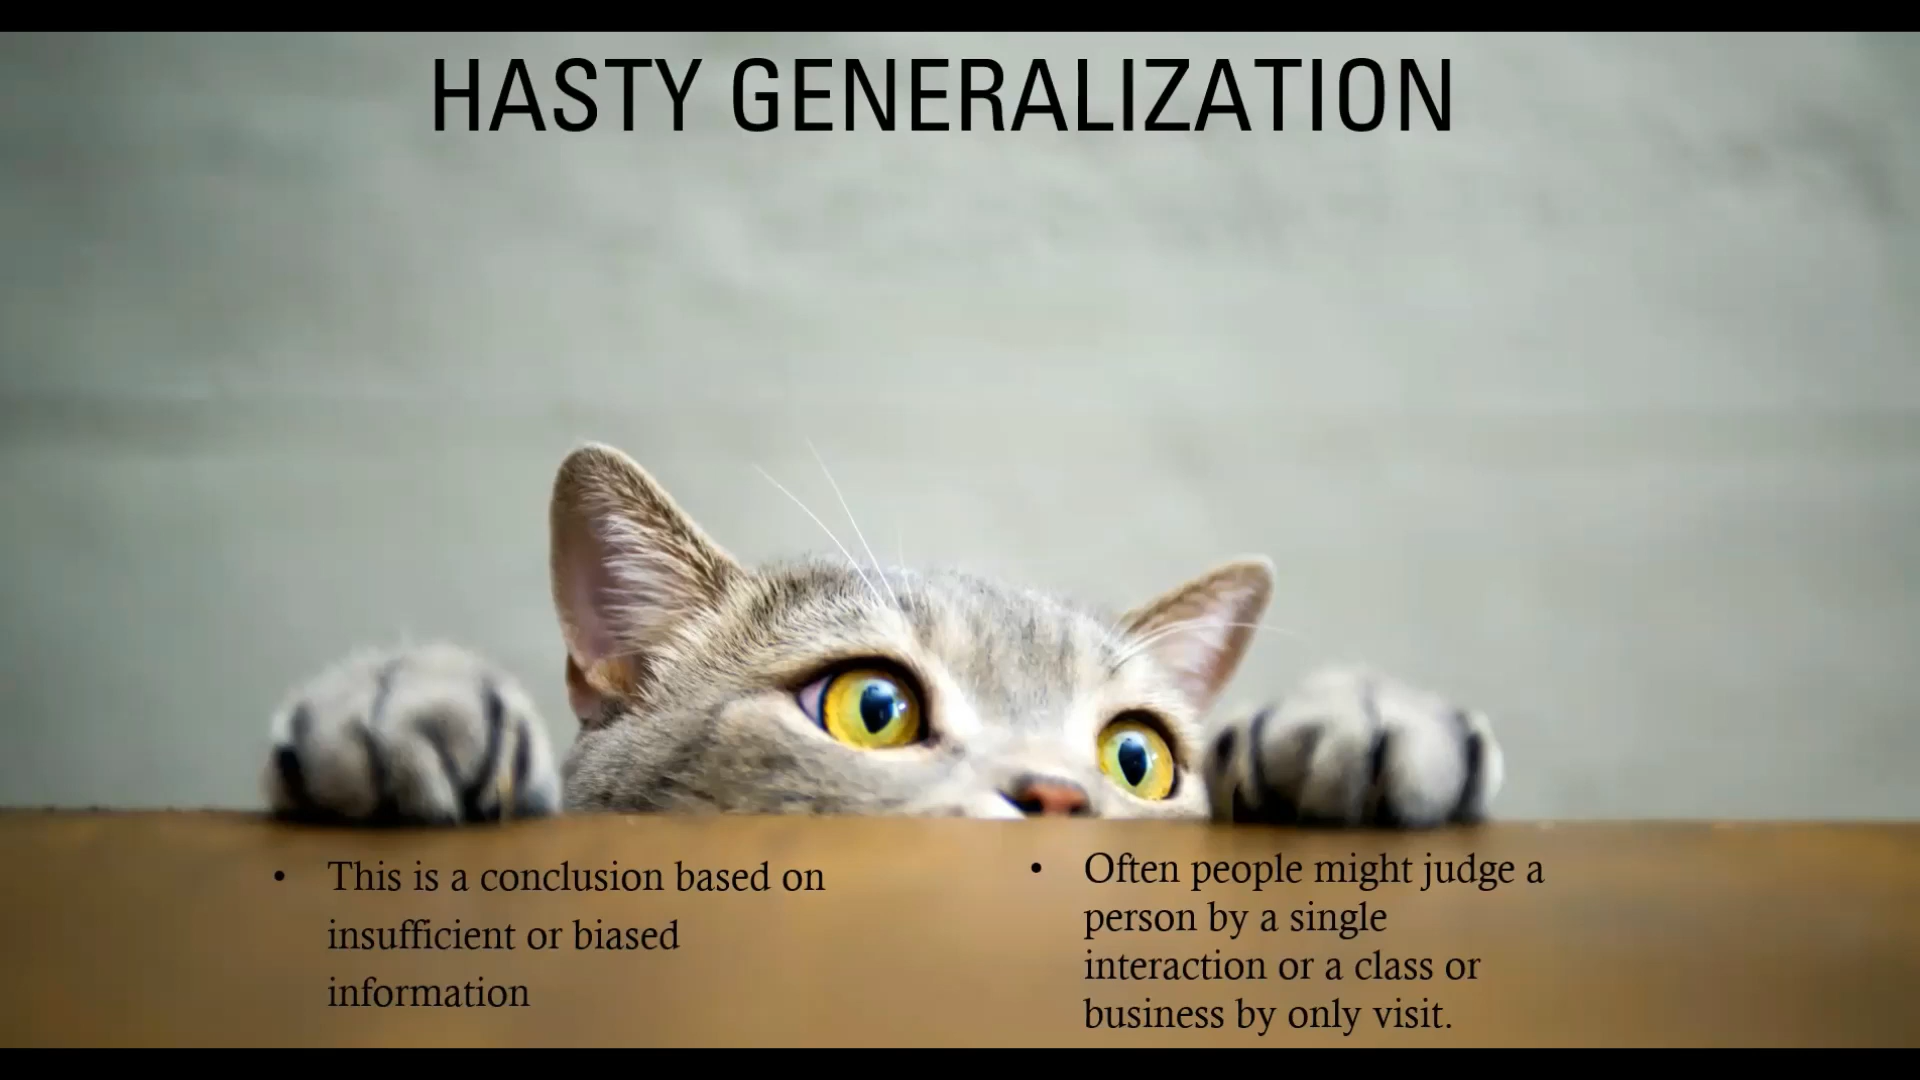 HASTY GENERALIZATION
• This is a conclusion based on
insufficient or biased
information
• Often people might judge a
person by a single
interaction or a class or
business by only visit.